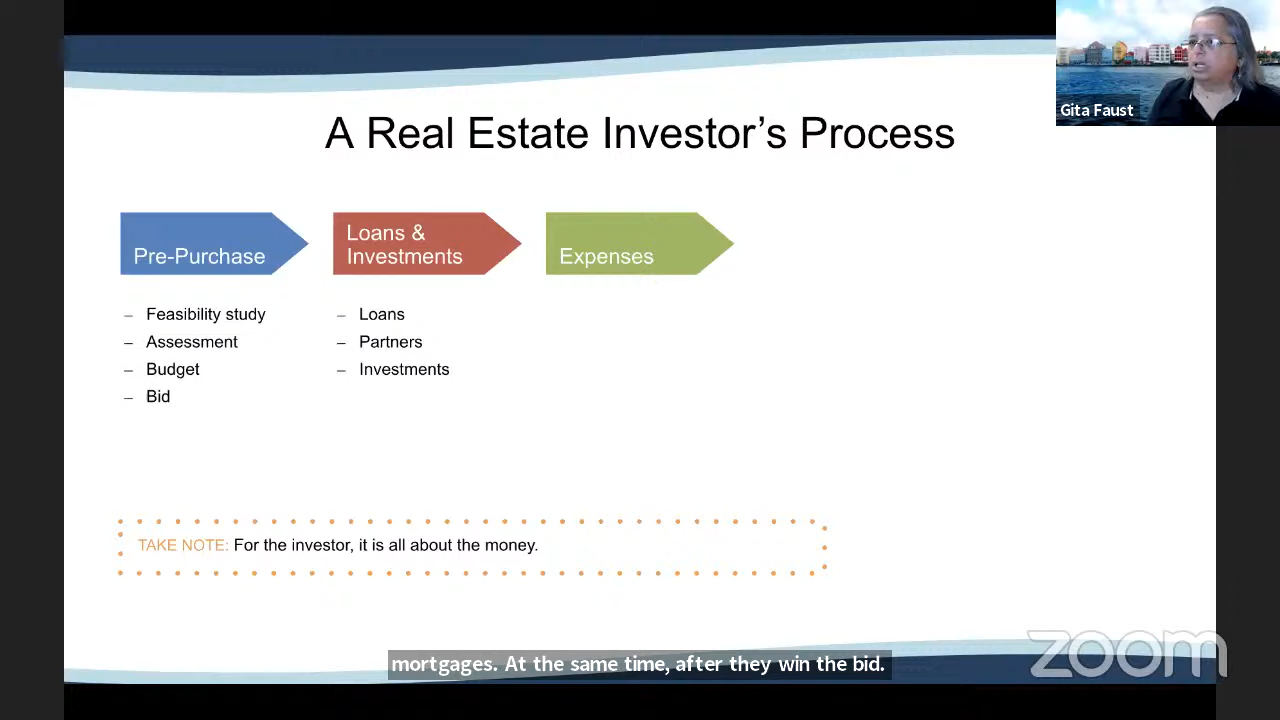 Gita Faust
A Real Estate Investor's Process
Pre-Purchase
– Feasibility study
– Assessment
– Budget
– Bid
Loans &
Investments
– Loans
– Partners
– Investments
Expenses
TAKE NOTE: For the investor, it is all about the money.
zoom
mortgages. At the same time, after they win the bid.